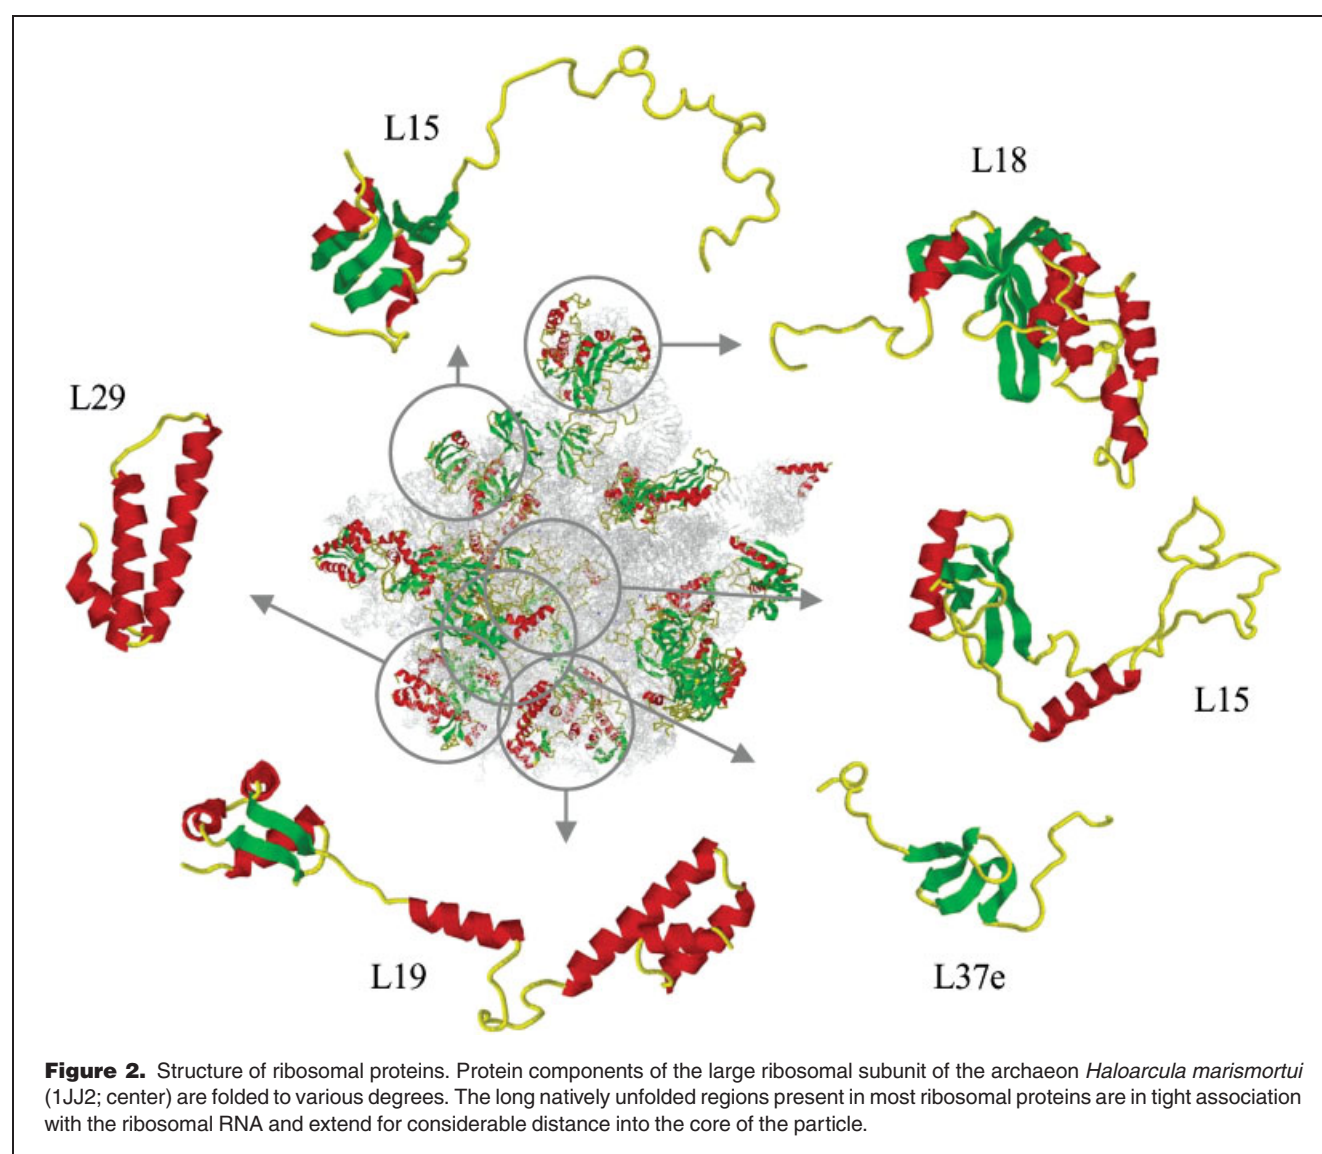 L15
L18
L29
L15
L19
L37e
Figure 2. Structure of ribosomal proteins. Protein components of the large ribosomal subunit of the archaeon Haloarcula marismortui
(1JJ2; center) are folded to various degrees. The long natively unfolded regions present in most ribosomal proteins are in tight association
with the ribosomal RNA and extend for considerable distance into the core of the particle.